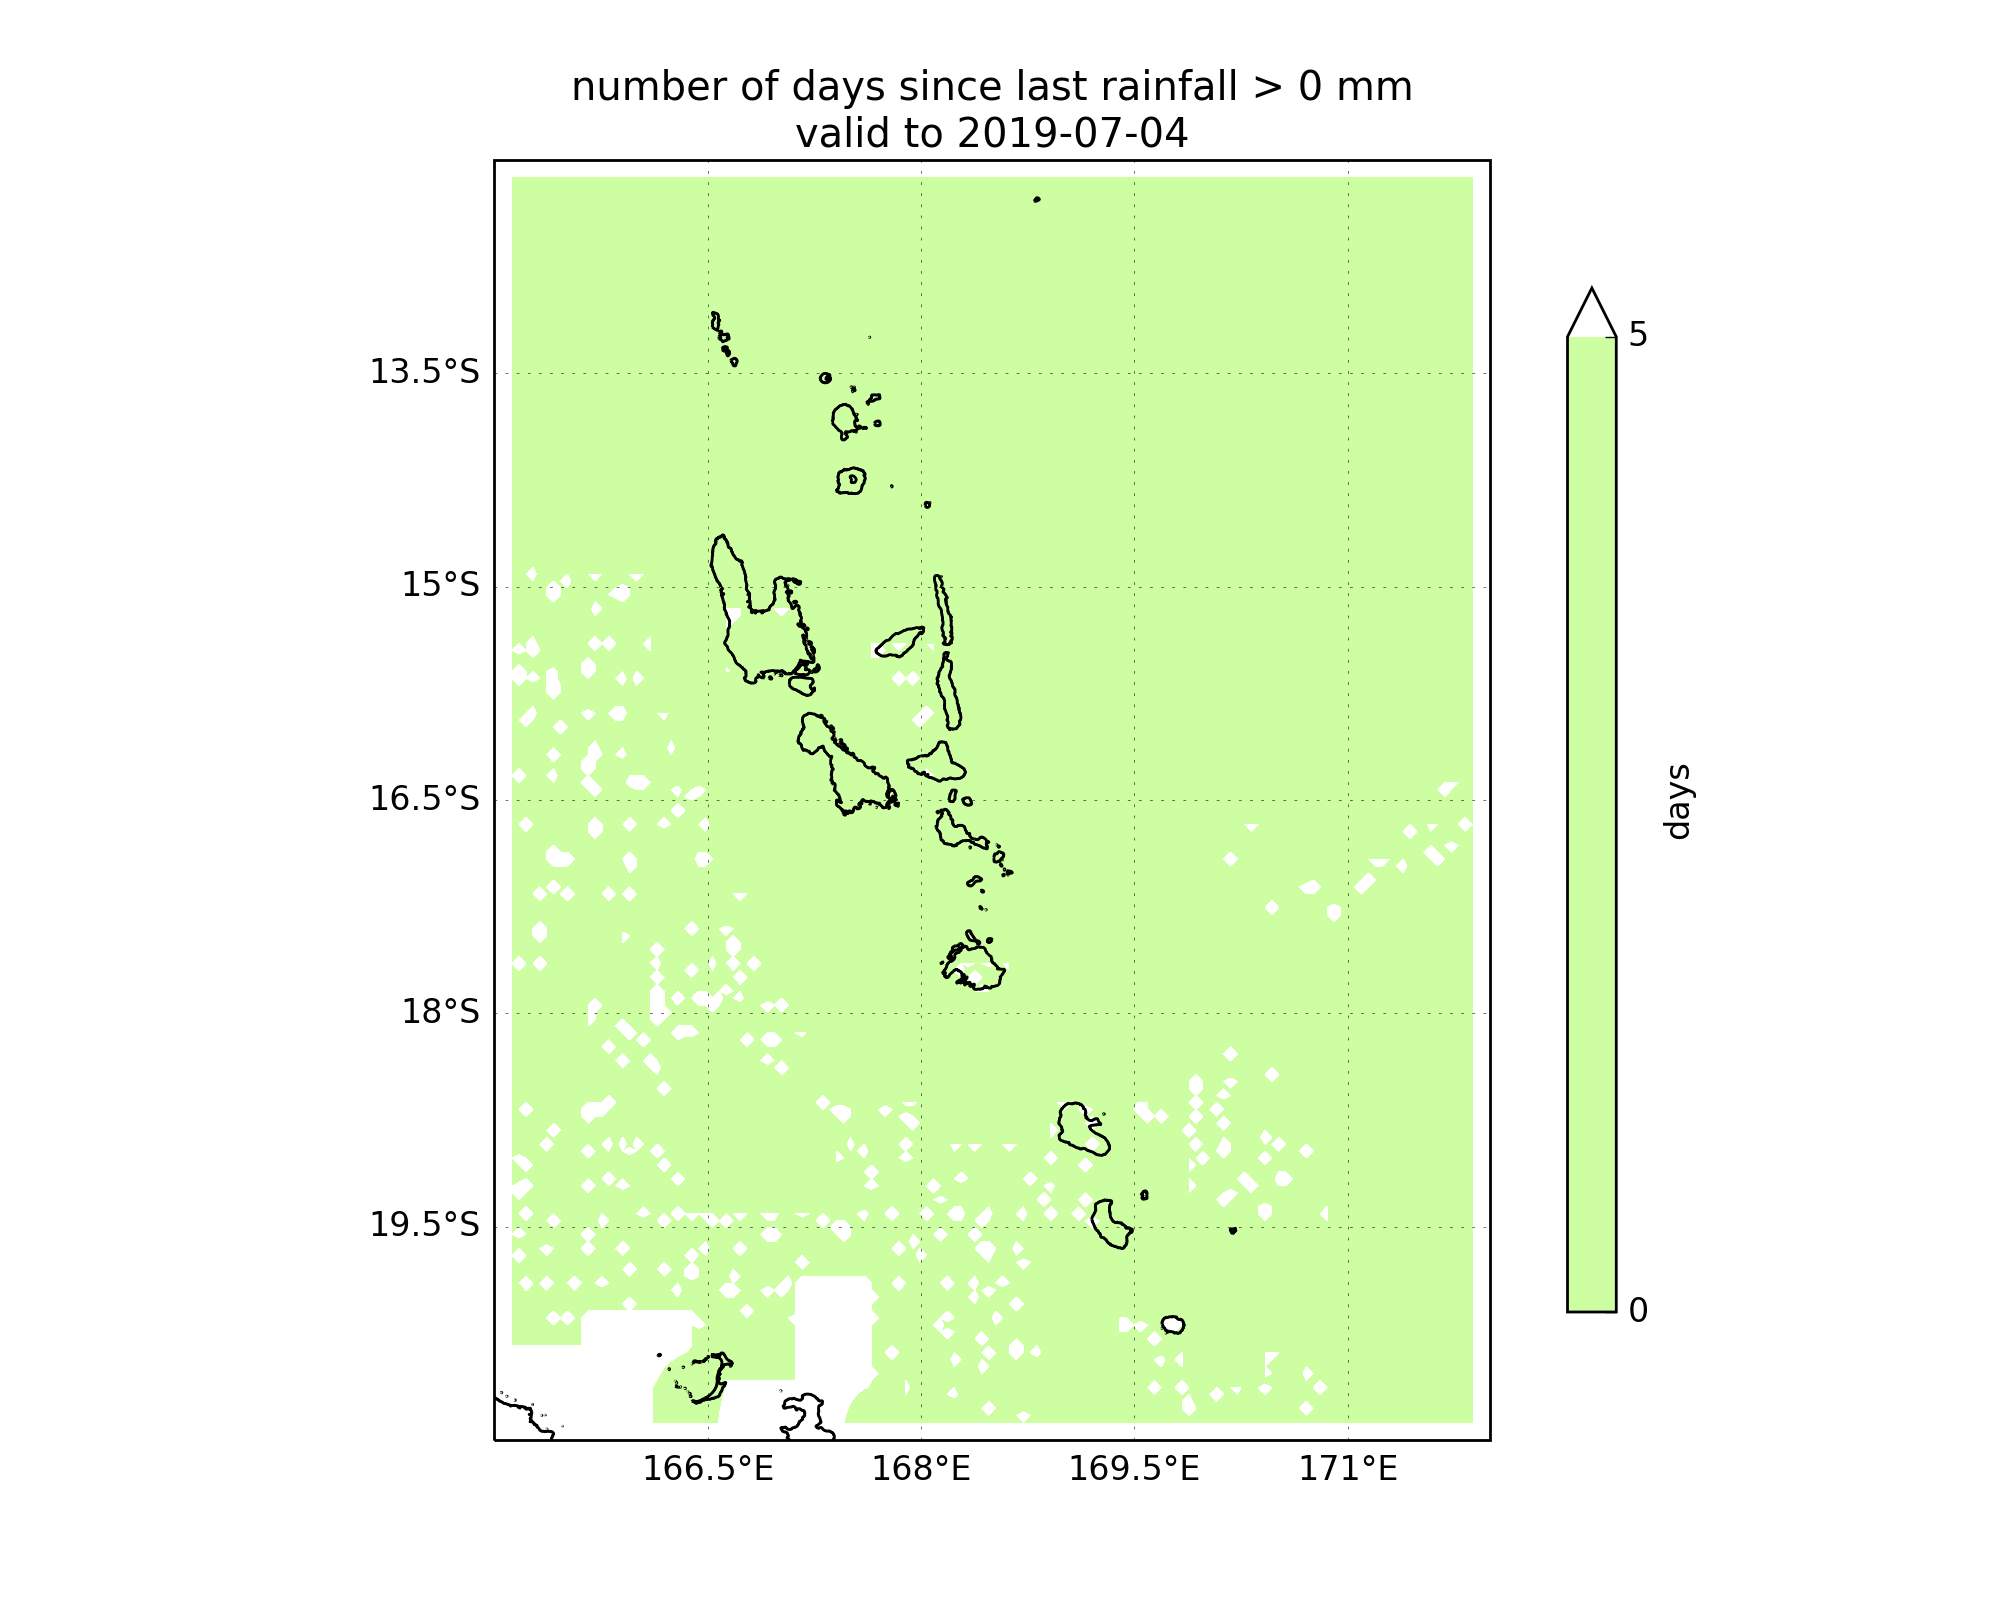 number of days since last rainfall > 0 mm
valid to 2019-07-04
5
13.5°S
15°S
16.5°S
days
18°S
19.5°S
0
166.5°E 168°E 169.5°E 171°E